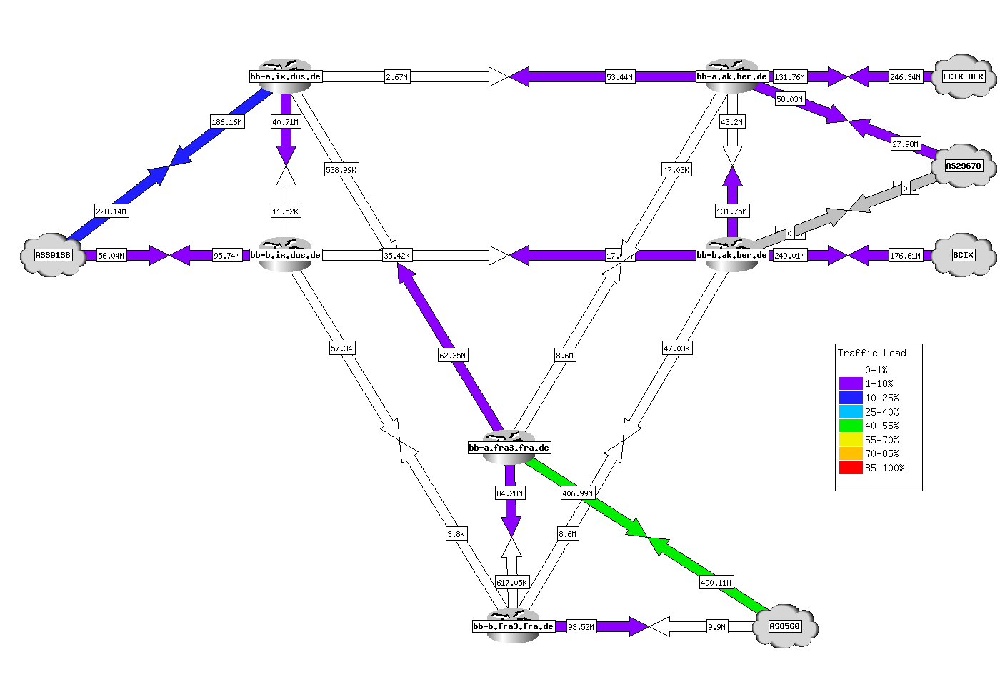 bb-a.ix.dus.de
2.67M
53.44M
bb-a.ak.ber.de
131.76M
246.34M
ECIX BER
58.03M
186.16M
40.71M
43.2M
27.98M
538.99K
47.03K
AS29670
0
228.14M
11.52K
131.75M
0
AS39138
56.04M
95.74M
bb-b.ix.dus.de
35.42K
bb-b.ak.ber.de
249.01M
176.61M
BCIX
57.34
62.35M
8.6M
47.03K
Traffic Load
0-1%
1-10%
10-25%
25-40%
40-55%
55-70%
70-85%
85-100%
bb-a.fra3.fra.de
84.28M
406.99M
3.8K
8.6M
617.05K
490.11M
bb-b.fra3.fra.de
93.52M
9.9M
AS8560